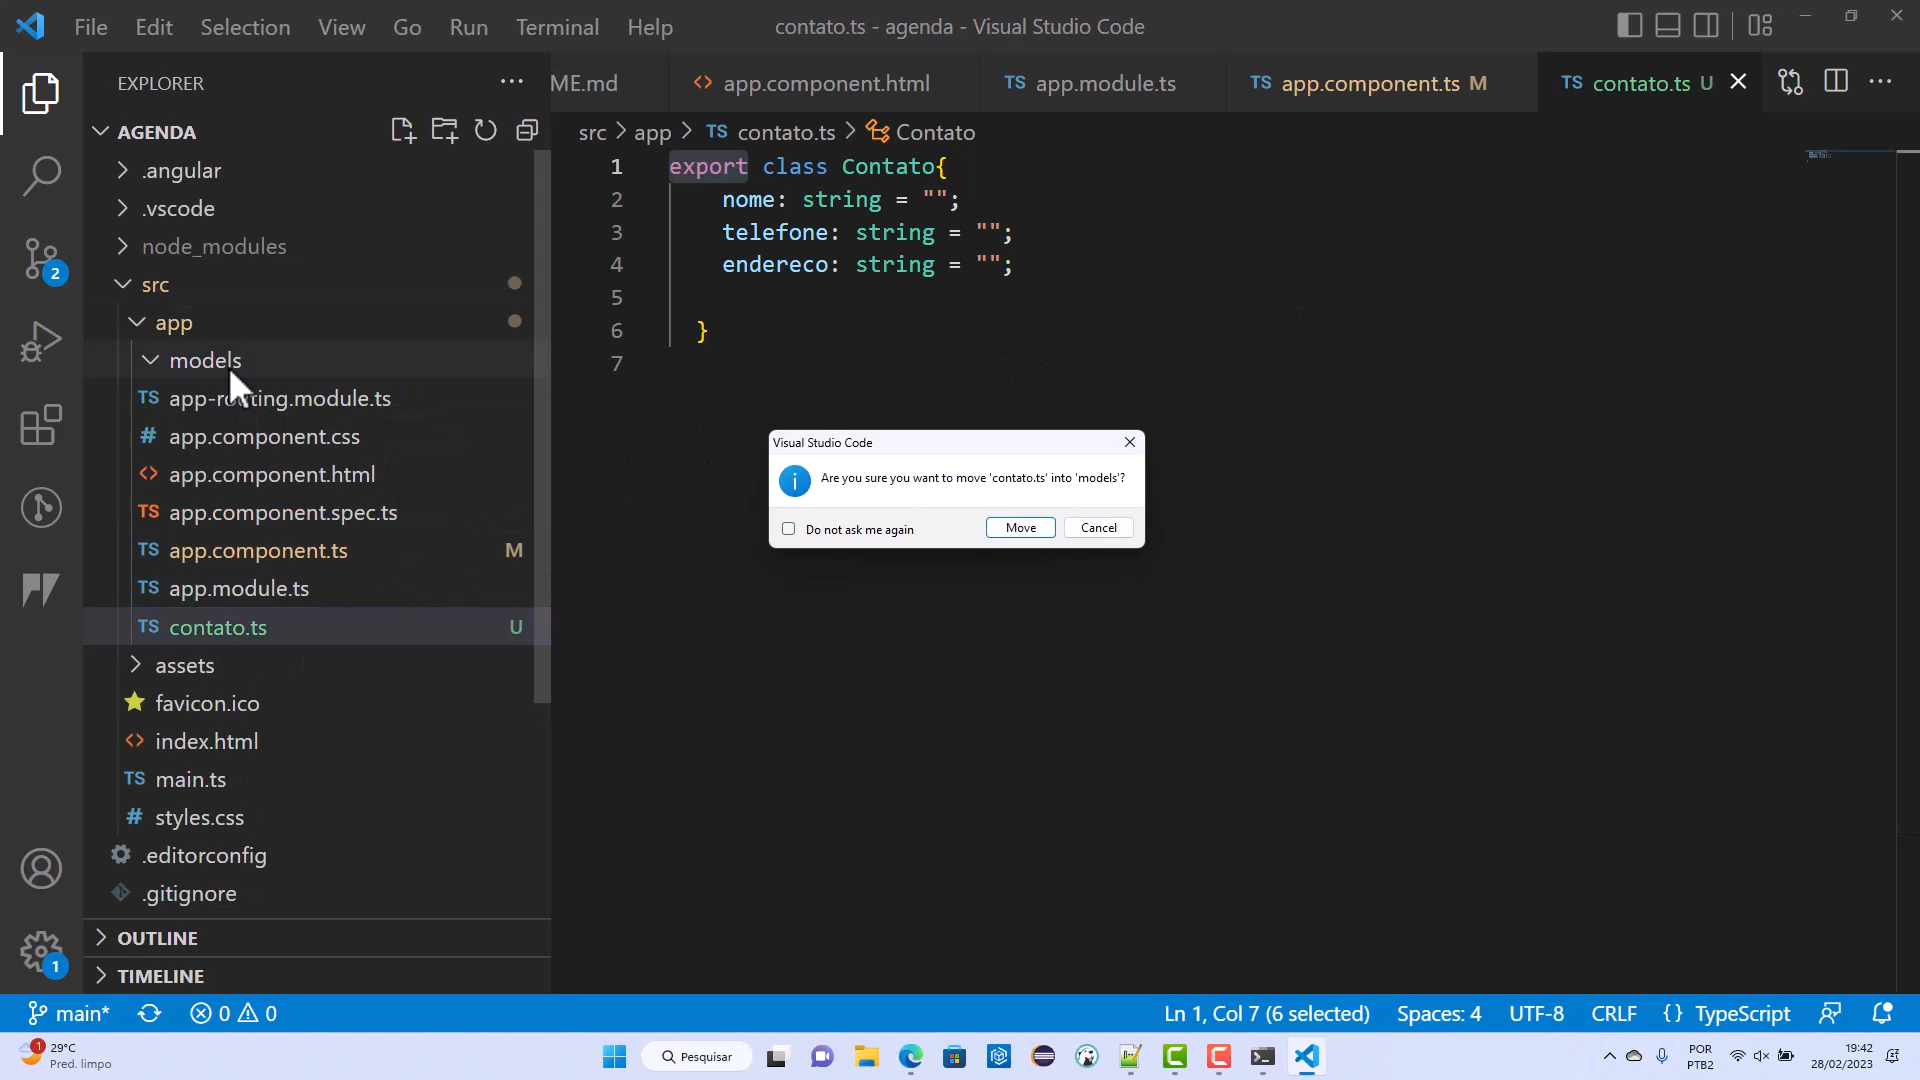 File Edit Selection View Go Run Terminal Help
contato.ts - agenda - Visual Studio Code
EXPLORER
ME.md
app.component.html
TS app.module.ts
TS app.component.ts M
TS contato.ts U
AGENDA
src > app > TS contato.ts > Contato
.angular
.vscode
node_modules
src
app
models
TS app-routing.module.ts
# app.component.css
<> app.component.html
TS app.component.spec.ts
TS app.component.ts M
TS app.module.ts
TS contato.ts U
assets
favicon.ico
<> index.html
TS main.ts
# styles.css
.editorconfig
.gitignore
OUTLINE
TIMELINE
2
1
1 export class Contato{
2 nome: string = "";
3 telefone: string = "";
4 endereco: string = "";
5
6 }
7
Visual Studio Code
Are you sure you want to move 'contato.ts' into 'models'?
Do not ask me again
Move
Cancel
main*
0 0
Ln 1, Col 7 (6 selected)
Spaces: 4
UTF-8
CRLF
{ } TypeScript
1
29°C
Pred. limpo
Pesquisar
POR
PTB2
19:42
28/02/2023